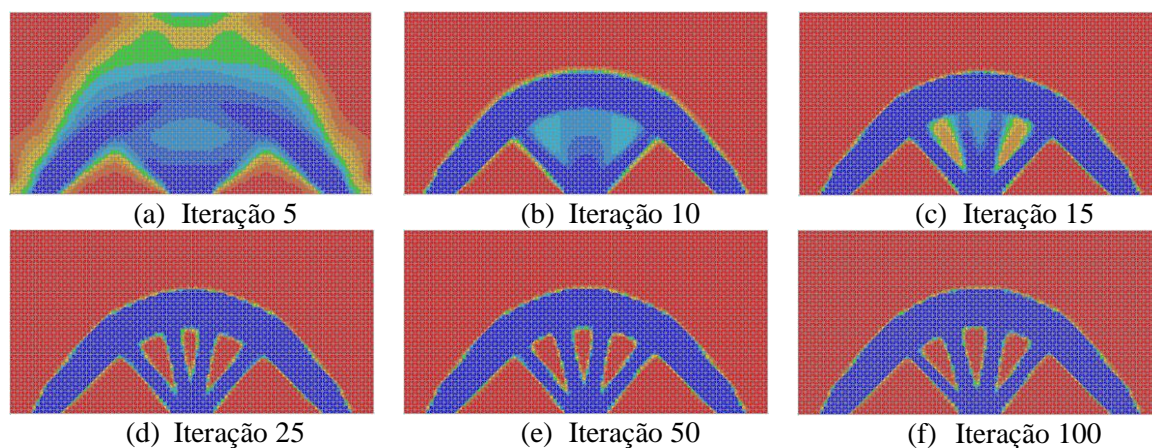 (a) Iteração 5
(b) Iteração 10
(c) Iteração 15
(d) Iteração 25
(e) Iteração 50
(f) Iteração 100